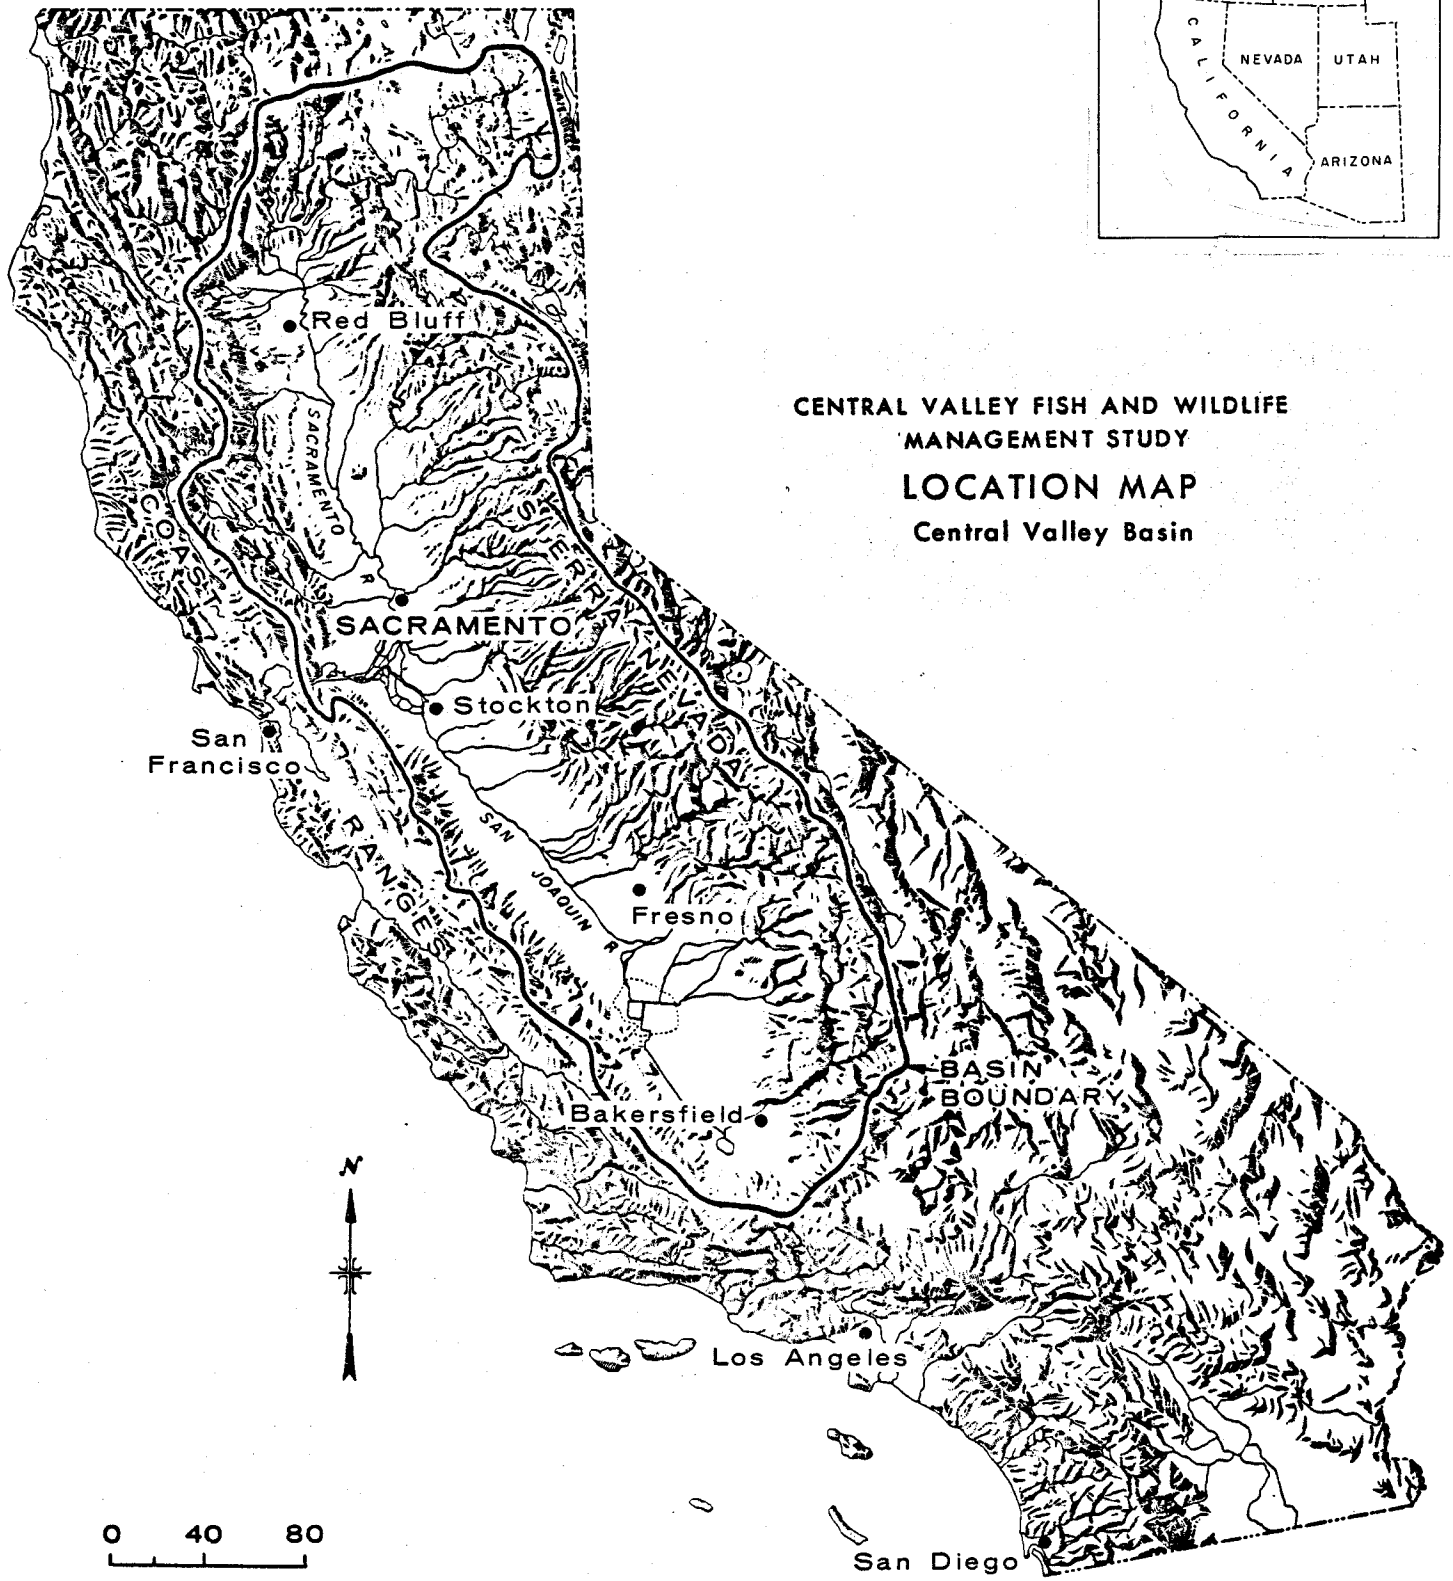 CALIFORNIA
NEVADA
UTAH
ARIZONA
CENTRAL VALLEY FISH AND WILDLIFE
MANAGEMENT STUDY
LOCATION MAP
Central Valley Basin
Red Bluff
SACRAMENTO R
COAST RANGES
SIERRA NEVADA
SACRAMENTO
Stockton
San
Francisco
SAN JOAQUIN R
Fresno
BASIN
BOUNDARY
Bakersfield
N
Los Angeles
San Diego
0 40 80